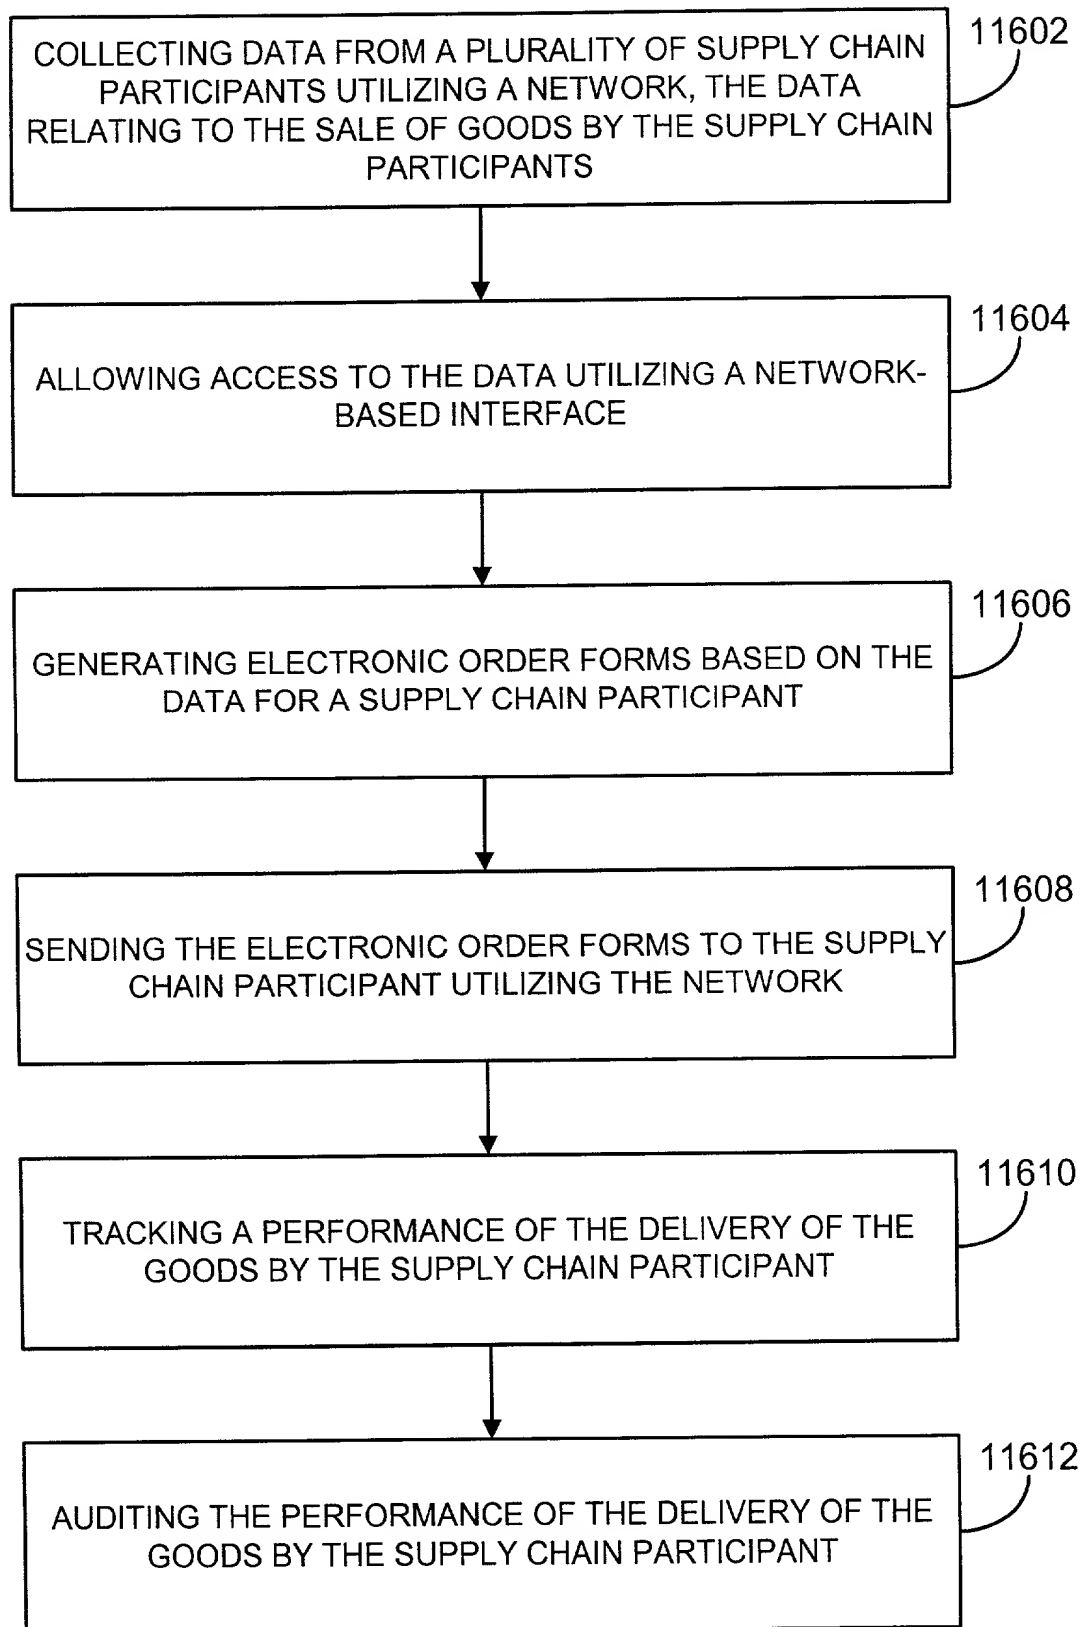 11602
COLLECTING DATA FROM A PLURALITY OF SUPPLY CHAIN
PARTICIPANTS UTILIZING A NETWORK, THE DATA
RELATING TO THE SALE OF GOODS BY THE SUPPLY CHAIN
PARTICIPANTS
11604
ALLOWING ACCESS TO THE DATA UTILIZING A NETWORK-
BASED INTERFACE
11606
GENERATING ELECTRONIC ORDER FORMS BASED ON THE
DATA FOR A SUPPLY CHAIN PARTICIPANT
11608
SENDING THE ELECTRONIC ORDER FORMS TO THE SUPPLY
CHAIN PARTICIPANT UTILIZING THE NETWORK
11610
TRACKING A PERFORMANCE OF THE DELIVERY OF THE
GOODS BY THE SUPPLY CHAIN PARTICIPANT
11612
AUDITING THE PERFORMANCE OF THE DELIVERY OF THE
GOODS BY THE SUPPLY CHAIN PARTICIPANT